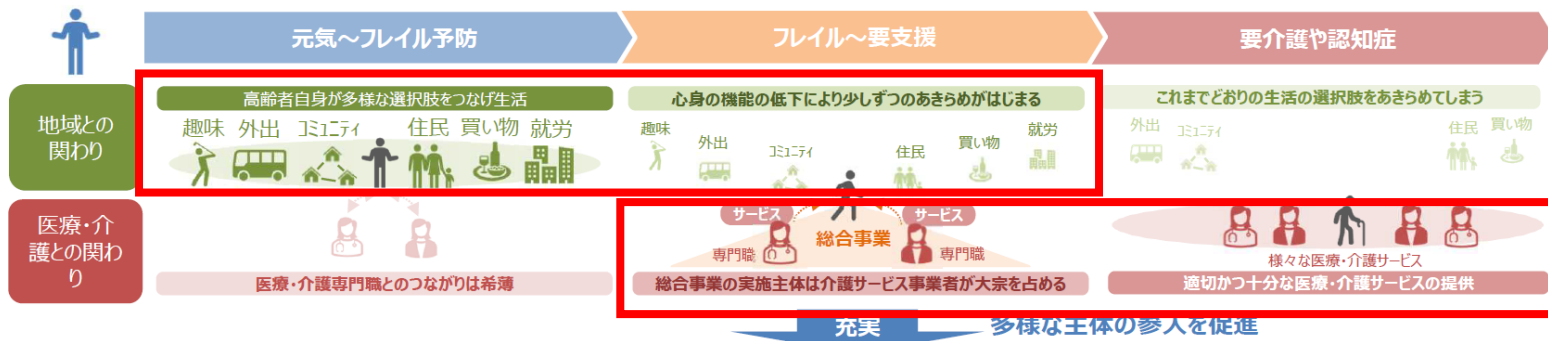 元気~フレイル予防
フレイル~要支援
要介護や認知症
地域との
関わり
高齢者自身が多様な選択肢をつなげ生活
趣味 外出 コミュニティ 住民 買い物 就労
心身の機能の低下により少しずつのあきらめがはじまる
趣味 外出 コミュニティ 住民 買い物 就労
これまでどおりの生活の選択肢をあきらめてしまう
外出 コミュニティ 住民 買い物
医療・介
護との関わ
り
医療・介護専門職とのつながりは希薄
サービス サービス
総合事業
専門職 専門職
総合事業の実施主体は介護サービス事業者が大宗を占める
様々な医療・介護サービス
適切かつ十分な医療・介護サービスの提供
充実 多様な主体の参入を促進